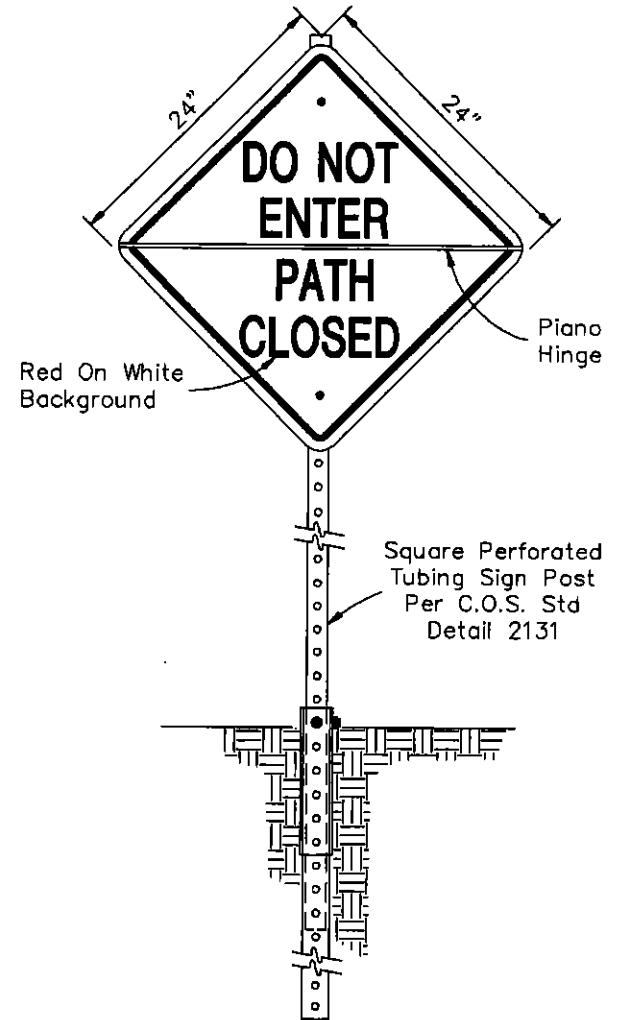 24"
24"
DO NOT
ENTER
PATH
CLOSED
Piano
Hinge
Red On White
Background
Square Perforated
Tubing Sign Post
Per C.O.S. Std
Detail 2131